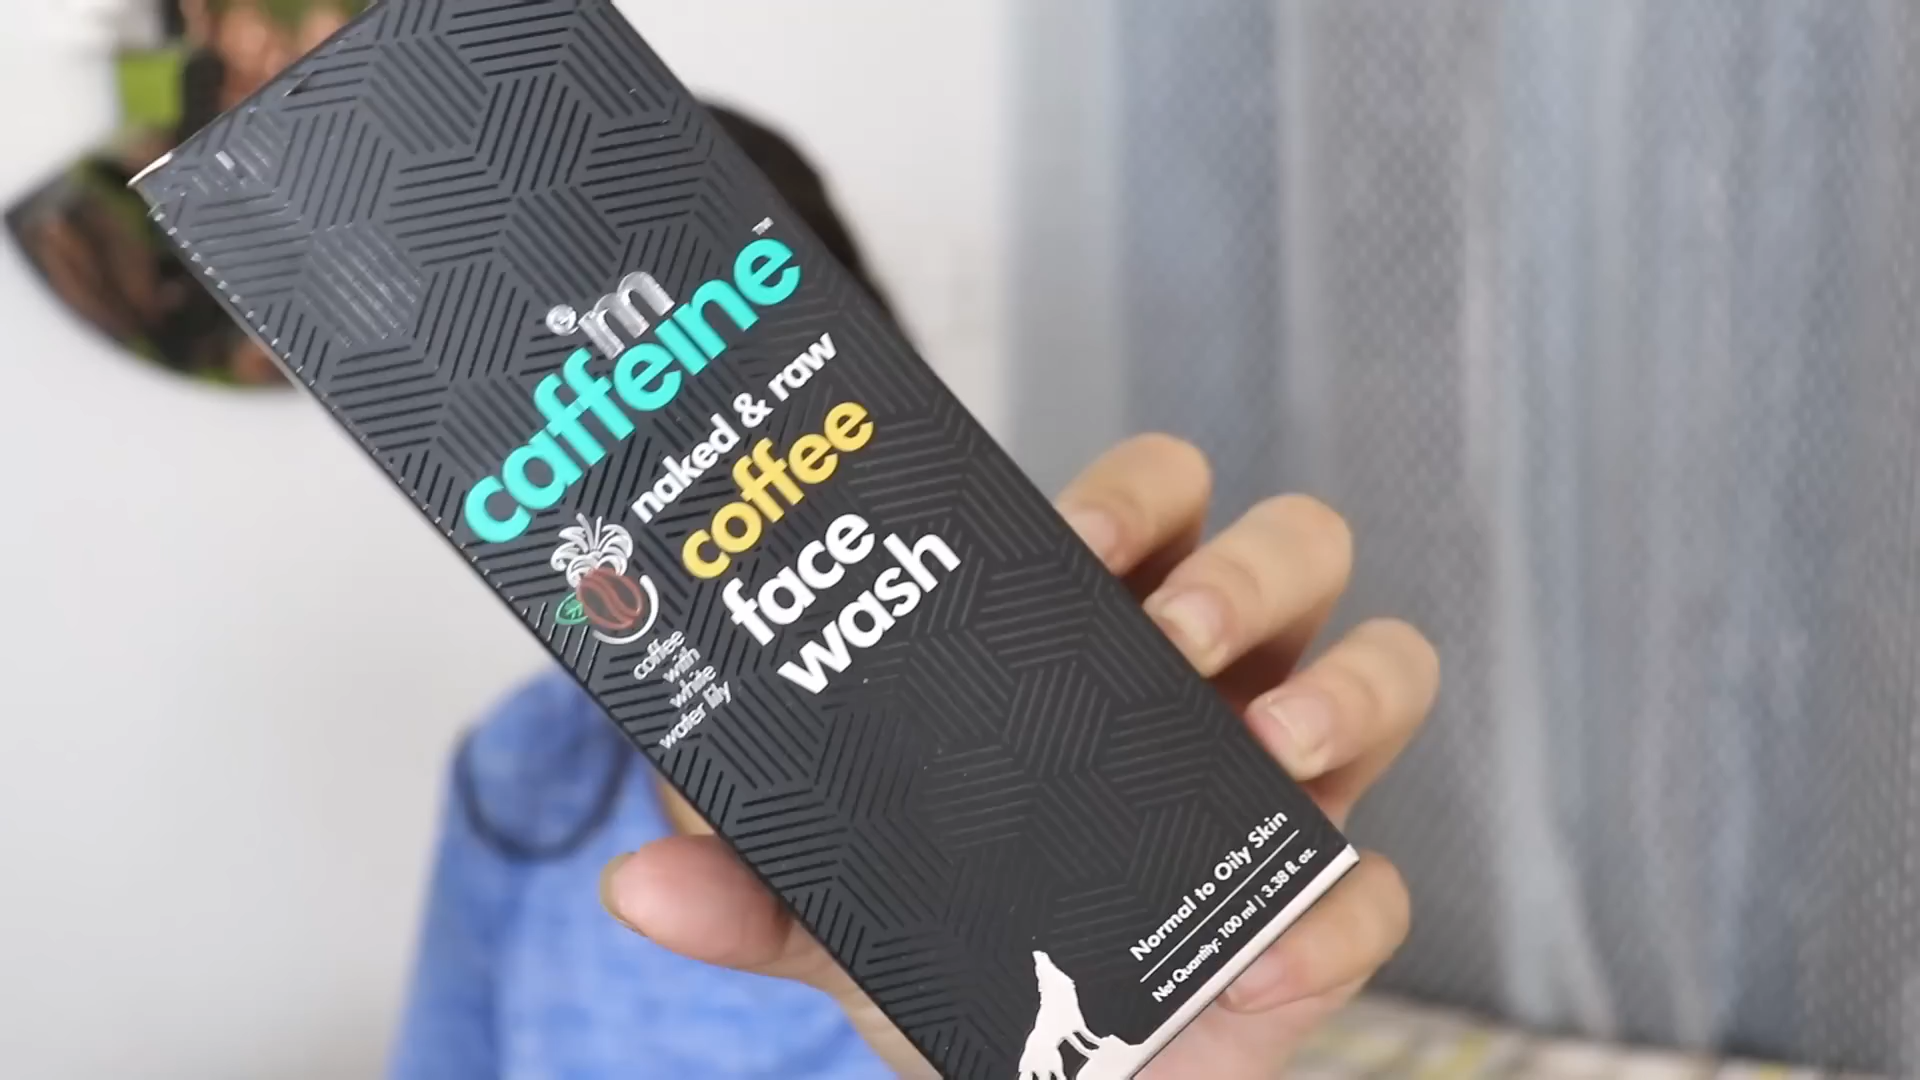 i'm
caffeine™
naked & raw
coffee
face
wash
coffee
with
white
water lily
Normal to Oily Skin
Net Quantity: 100 ml | 3.38 fl. oz.